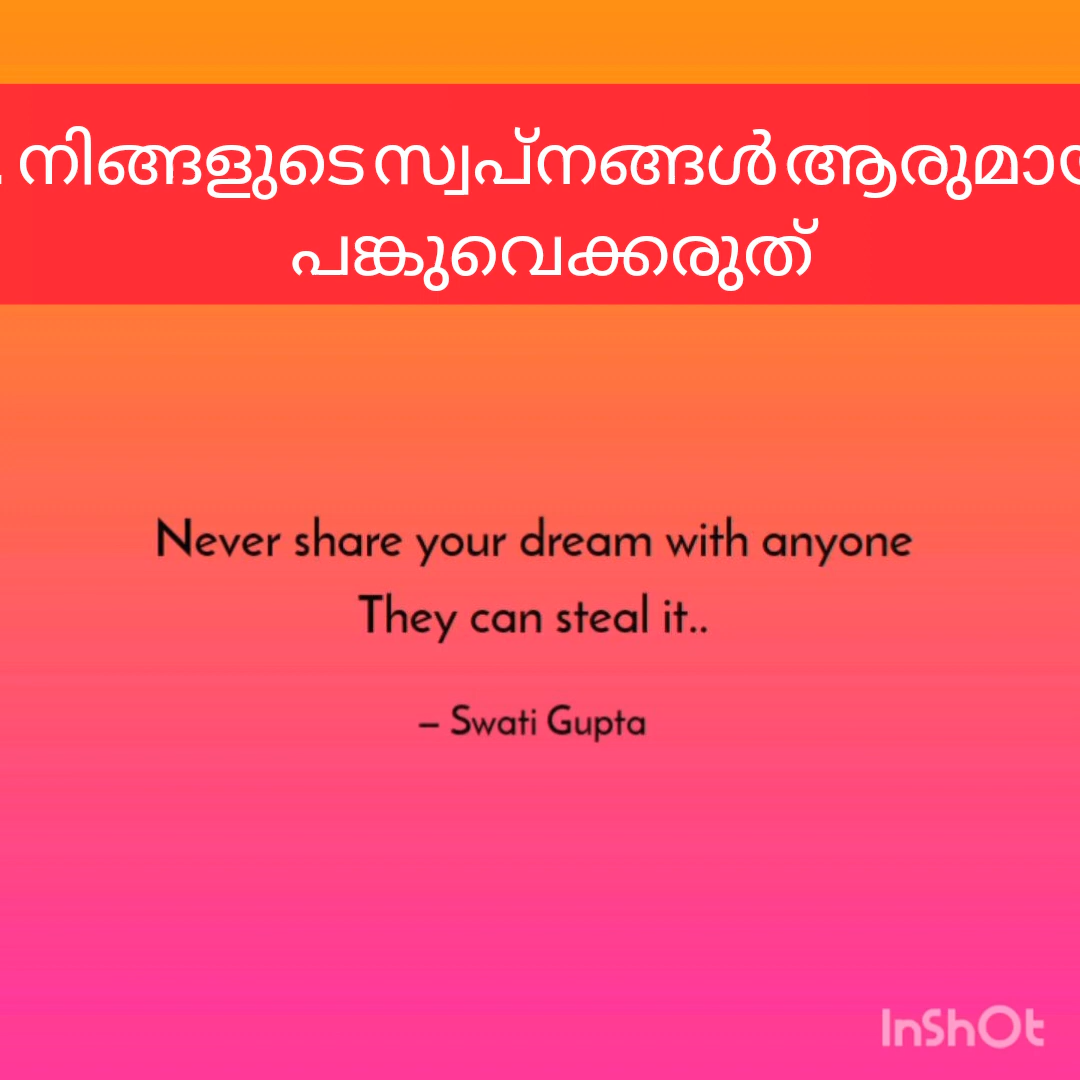 . നിങ്ങളുടെ സ്വപ്നങ്ങൾ
പങ്കുവെക്കരുത്
Never share your dream with anyone
They can steal it..
– Swati Gupta
InShOt